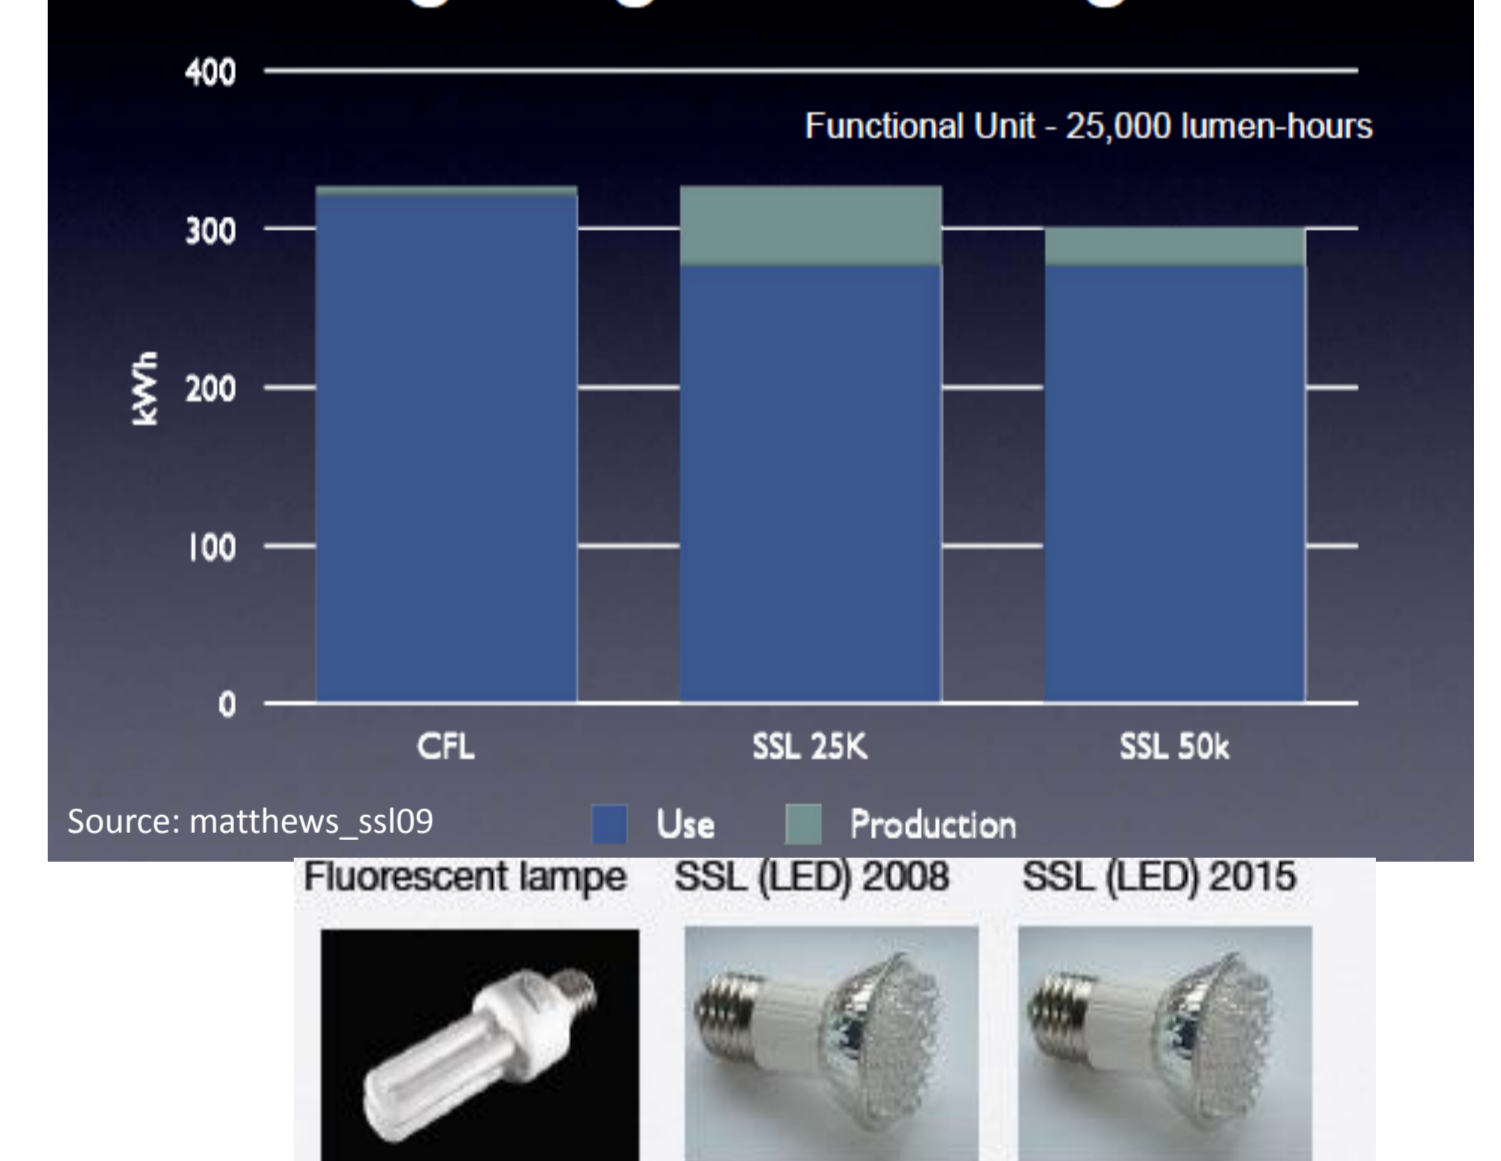 400
Functional Unit - 25,000 lumen-hours
300
kWh
200
100
0
CFL SSL 25K SSL 50k
Source: matthews_ssl09 Use Production
Fluorescent lampe SSL (LED) 2008 SSL (LED) 2015